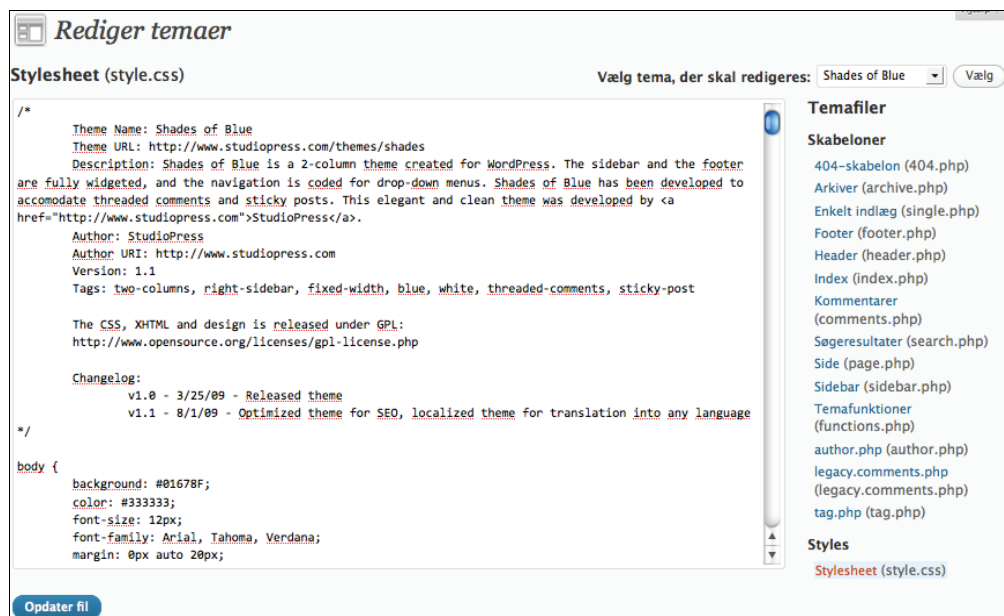 Rediger temaer
Stylesheet (style.css)
Vælg tema, der skal redigeres: Shades of Blue Vælg
/*
Theme Name: Shades of Blue
Theme URL: http://www.studiopress.com/themes/shades
Description: Shades of Blue is a 2-column theme created for WordPress. The sidebar and the footer
are fully widgeted, and the navigation is coded for drop-down menus. Shades of Blue has been developed to
accomodate threaded comments and sticky posts. This elegant and clean theme was developed by <a
href="http://www.studiopress.com">StudioPress</a>.
Author: StudioPress
Author URI: http://www.studiopress.com
Version: 1.1
Tags: two-columns, right-sidebar, fixed-width, blue, white, threaded-comments, sticky-post
The CSS, XHTML and design is released under GPL:
http://www.opensource.org/licenses/gpl-license.php
Changelog:
v1.0 - 3/25/09 - Released theme
v1.1 - 8/1/09 - Optimized theme for SEO, localized theme for translation into any language
*/
body {
background: #01678F;
color: #333333;
font-size: 12px;
font-family: Arial, Tahoma, Verdana;
margin: 0px auto 20px;
Temafiler
Skabeloner
404-skabelon (404.php)
Arkiver (archive.php)
Enkelt indlæg (single.php)
Footer (footer.php)
Header (header.php)
Index (index.php)
Kommentarer
(comments.php)
Søgeresultater (search.php)
Side (page.php)
Sidebar (sidebar.php)
Temafunktioner
(functions.php)
author.php (author.php)
legacy.comments.php
(legacy.comments.php)
tag.php (tag.php)
Styles
Stylesheet (style.css)
Opdater fil